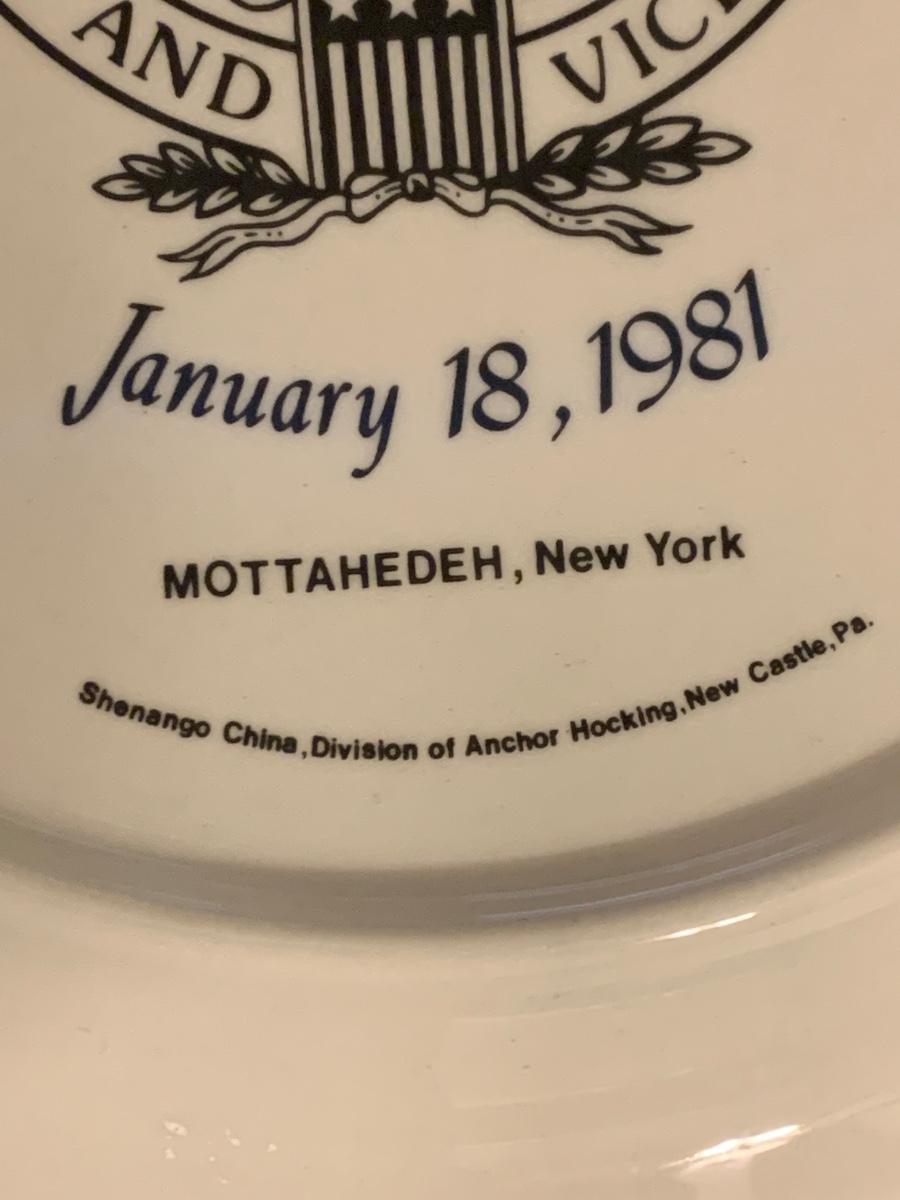 AND VIC
January 18, 1981
MOTTAHEDEH, New York
Shenango China, Division of Anchor Hocking, New Castle, Pa.